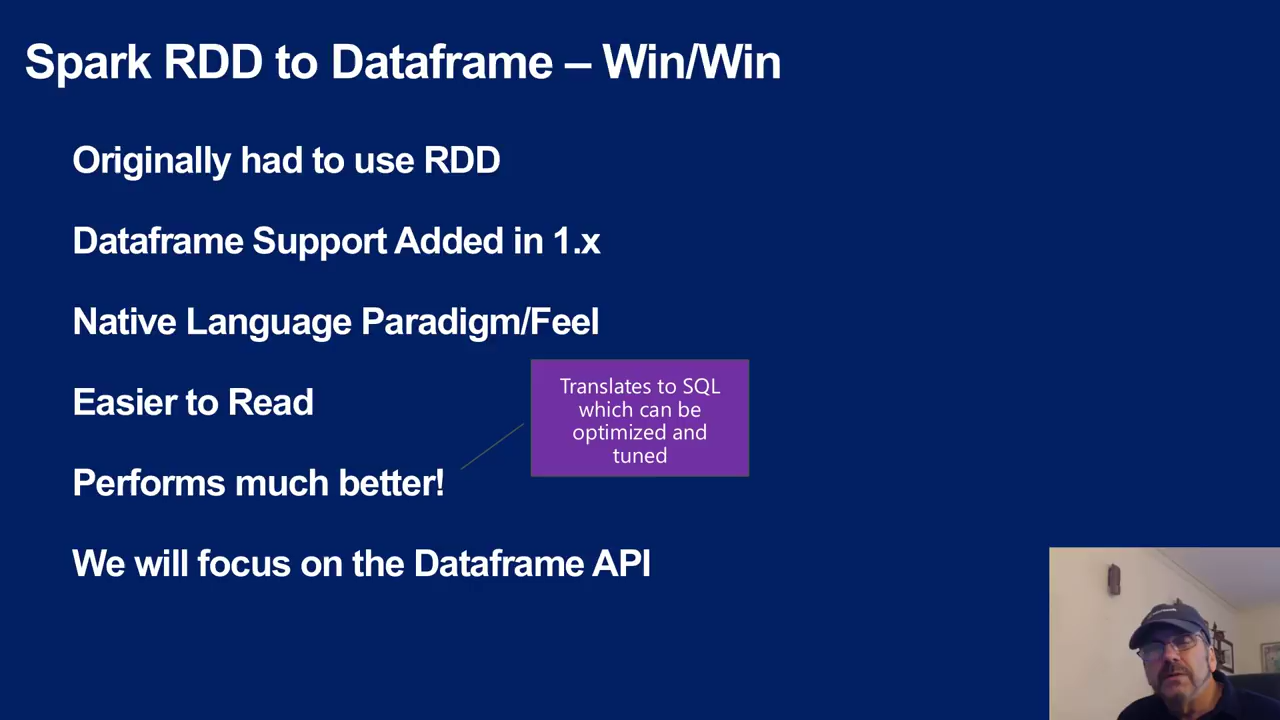 Spark RDD to Dataframe – Win/Win
Originally had to use RDD
Dataframe Support Added in 1.x
Native Language Paradigm/Feel
Easier to Read
Translates to SQL
which can be
optimized and
tuned
Performs much better!
We will focus on the Dataframe API